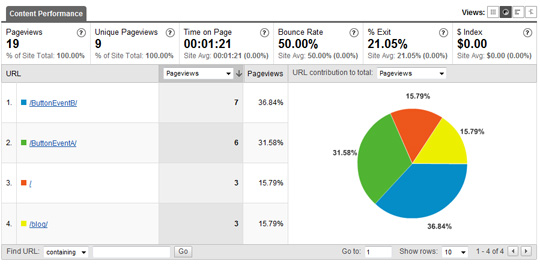 Content Performance
Views:
Pageviews
19
% of Site Total: 100.00%
Unique Pageviews
9
% of Site Total: 100.00%
Time on Page
00:01:21
Site Avg: 00:01:21 (0.00%)
Bounce Rate
50.00%
Site Avg: 50.00% (0.00%)
% Exit
21.05%
Site Avg: 21.05% (0.00%)
$ Index
$0.00
Site Avg: $0.00 (0.00%)
URL
Pageviews
Pageviews
URL contribution to total: Pageviews
1. /ButtonEventB/ 7 36.84%
2. /ButtonEventA/ 6 31.58%
3. / 3 15.79%
4. /blog/ 3 15.79%
15.79%
15.79%
31.58%
36.84%
Find URL: containing Go
Go to: 1 Show rows: 10 1 - 4 of 4